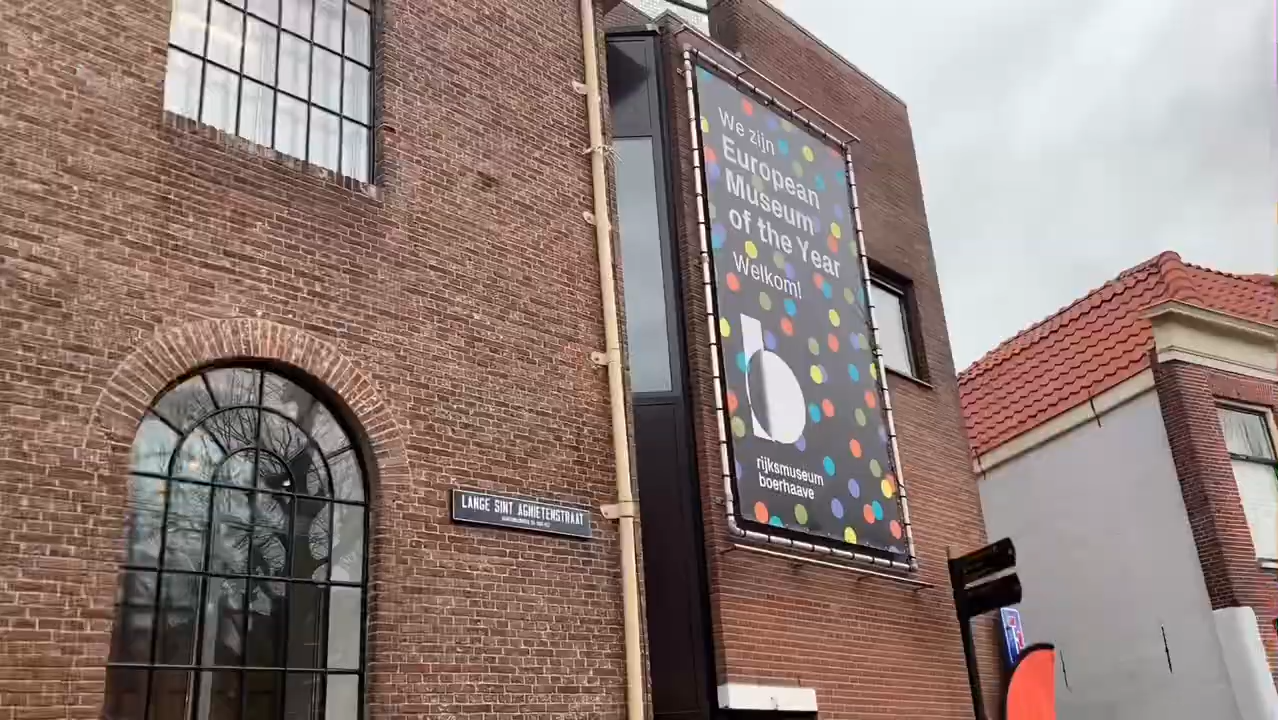 We zijn
European
Museum
of the Year
Welkom!
b
rijksmuseum
boerhaave
LANGE SINT AGNIETENSTRAAT